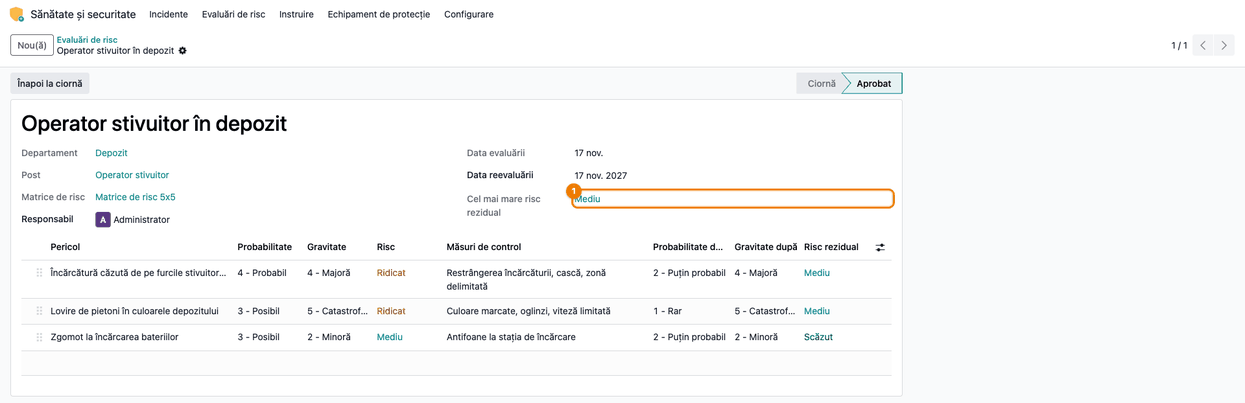 Sănătate și securitate Incidente Evaluări de risc Instruire Echipament de protecție Configurare
Nou(ă) Evaluări de risc
Operator stivuitor în depozit
1 / 1
Înapoi la ciornă Ciornă Aprobat
Operator stivuitor în depozit
Departament Depozit Data evaluării 17 nov.
Post Operator stivuitor Data reevaluării 17 nov. 2027
Matrice de risc Matrice de risc 5x5 Cel mai mare risc rezidual 1 Mediu
Responsabil A Administrator
Pericol Probabilitate Gravitate Risc Măsuri de control Probabilitate d... Gravitate după Risc rezidual
Încărcătură căzută de pe furcile stivuitor... 4 - Probabil 4 - Majoră Ridicat Restrângerea încărcăturii, cască, zonă delimitată 2 - Puțin probabil 4 - Majoră Mediu
Lovire de pietoni în culoarele depozitului 3 - Posibil 5 - Catastrof... Ridicat Culoare marcate, oglinzi, viteză limitată 1 - Rar 5 - Catastrof... Mediu
Zgomot la încărcarea bateriilor 3 - Posibil 2 - Minoră Mediu Antifoane la stația de încărcare 2 - Puțin probabil 2 - Minoră Scăzut